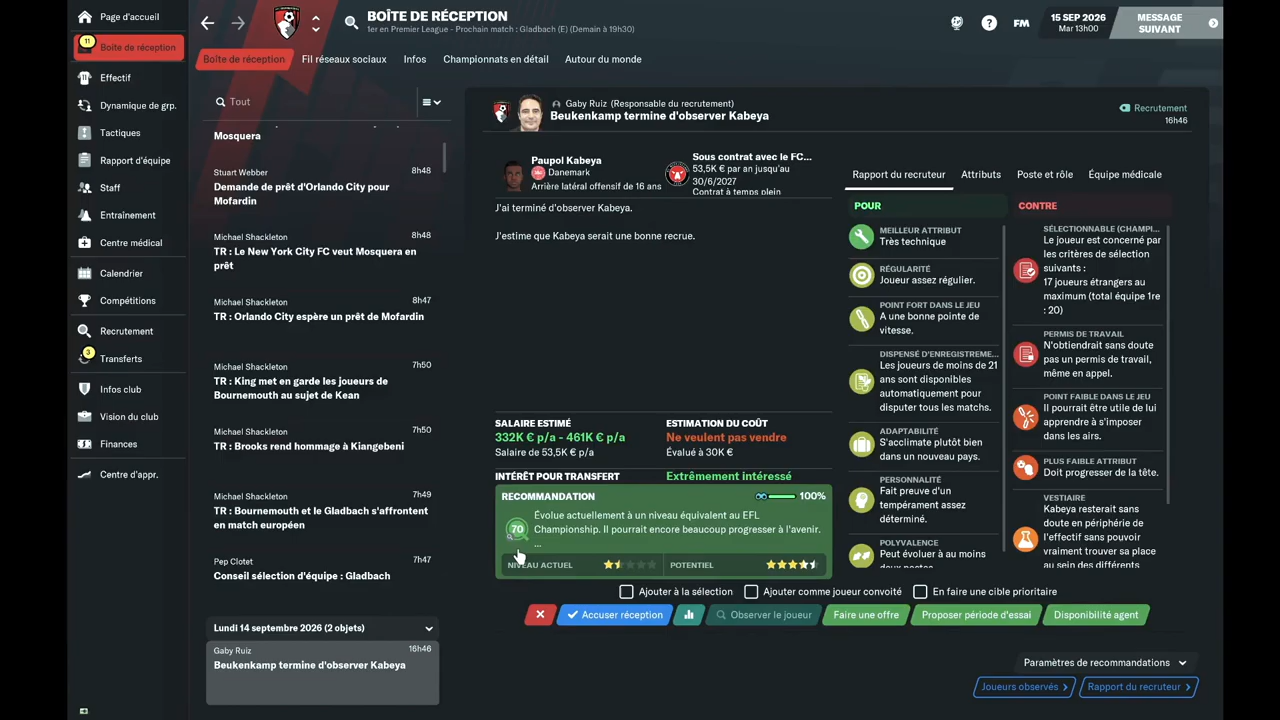 Page d'accueil
11
Boîte de réception
Effectif
Dynamique de grp.
Tactiques
Rapport d'équipe
Staff
Entraînement
Centre médical
Calendrier
Compétitions
Recrutement
3
Transferts
Infos club
Vision du club
Finances
Centre d'appr.
BOÎTE DE RÉCEPTION
1er en Premier League - Prochain match : Gladbach (E) (Demain à 19h30)
FM
15 SEP 2026
Mar 13h00
MESSAGE
SUIVANT
Boîte de réception
Fil réseaux sociaux
Infos
Championnats en détail
Autour du monde
Tout
Mosquera
Stuart Webber
8h48
Demande de prêt d'Orlando City pour
Mofardin
Michael Shackleton
8h48
TR : Le New York City FC veut Mosquera en
prêt
Michael Shackleton
8h47
TR : Orlando City espère un prêt de Mofardin
Michael Shackleton
7h50
TR : King met en garde les joueurs de
Bournemouth au sujet de Kean
Michael Shackleton
7h50
TR : Brooks rend hommage à Kiangebeni
Michael Shackleton
7h49
TR : Bournemouth et le Gladbach s'affrontent
en match européen
Pep Clotet
7h47
Conseil sélection d'équipe : Gladbach
Lundi 14 septembre 2026 (2 objets)
Gaby Ruiz
16h46
Beukenkamp termine d'observer Kabeya
Gaby Ruiz (Responsable du recrutement)
Beukenkamp termine d'observer Kabeya
Recrutement
16h46
Paupol Kabeya
Danemark
Arrière latéral offensif de 16 ans
Sous contrat avec le FC...
53,5K € par an jusqu'au
30/6/2027
Contrat à temps plein
J'ai terminé d'observer Kabeya.
J'estime que Kabeya serait une bonne recrue.
SALAIRE ESTIMÉ
332K € p/a - 461K € p/a
Salaire de 53,5K € p/a
ESTIMATION DU COÛT
Ne veulent pas vendre
Évalué à 30K €
INTÉRÊT POUR TRANSFERT
Extrêmement intéressé
RECOMMANDATION
100%
70
Évolue actuellement à un niveau équivalent au EFL
Championship. Il pourrait encore beaucoup progresser à l'avenir.
...
NIVEAU ACTUEL
POTENTIEL
Rapport du recruteur
Attributs
Poste et rôle
Équipe médicale
POUR
MEILLEUR ATTRIBUT
Très technique
RÉGULARITÉ
Joueur assez régulier.
POINT FORT DANS LE JEU
A une bonne pointe de
vitesse.
DISPENSÉ D'ENREGISTREME...
Les joueurs de moins de 21
ans sont disponibles
automatiquement pour
disputer tous les matchs.
ADAPTABILITÉ
S'acclimate plutôt bien
dans un nouveau pays.
PERSONNALITÉ
Fait preuve d'un
tempérament assez
déterminé.
POLYVALENCE
Peut évoluer à au moins
deux postes
CONTRE
SÉLECTIONNABLE (CHAMPI...
Le joueur est concerné par
les critères de sélection
suivants :
17 joueurs étrangers au
maximum (total équipe 1re
: 20)
PERMIS DE TRAVAIL
N'obtiendrait sans doute
pas un permis de travail,
même en appel.
POINT FAIBLE DANS LE JEU
Il pourrait être utile de lui
apprendre à s'imposer
dans les airs.
PLUS FAIBLE ATTRIBUT
Doit progresser de la tête.
VESTIAIRE
Kabeya resterait sans
doute en périphérie de
l'effectif sans pouvoir
vraiment trouver sa place
au sein des différents
Ajouter à la sélection
Ajouter comme joueur convoité
En faire une cible prioritaire
Accuser réception
Observer le joueur
Faire une offre
Proposer période d'essai
Disponibilité agent
Paramètres de recommandations
Joueurs observés
Rapport du recruteur